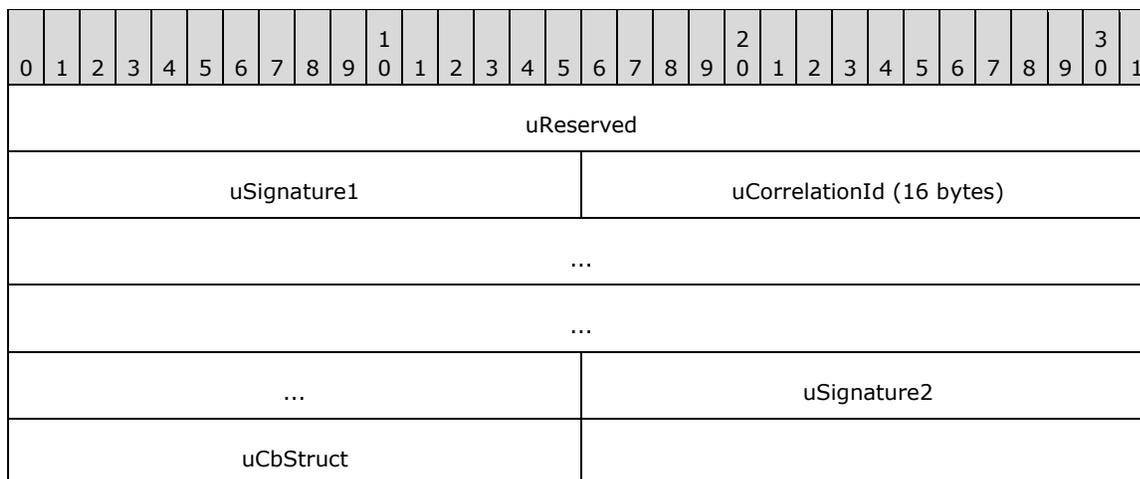 1 2 3
0 1 2 3 4 5 6 7 8 9 0 1 2 3 4 5 6 7 8 9 0 1 2 3 4 5 6 7 8 9 0 1
uReserved
uSignature1 uCorrelationId (16 bytes)
...
...
... uSignature2
uCbStruct